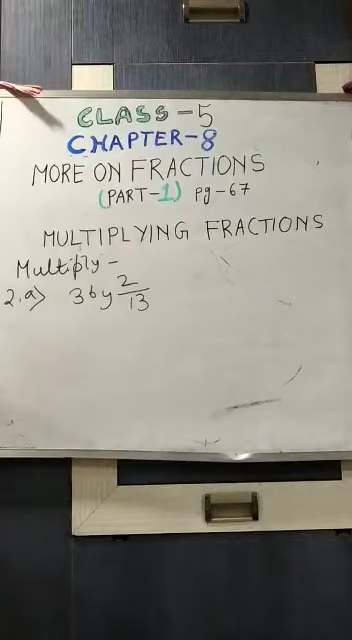 CLASS-5
CHAPTER-8
MORE ON FRACTIONS
(PART-1) Pg-67
MULTIPLYING FRACTIONS
Multiply-
2.a) 3 by 2/13